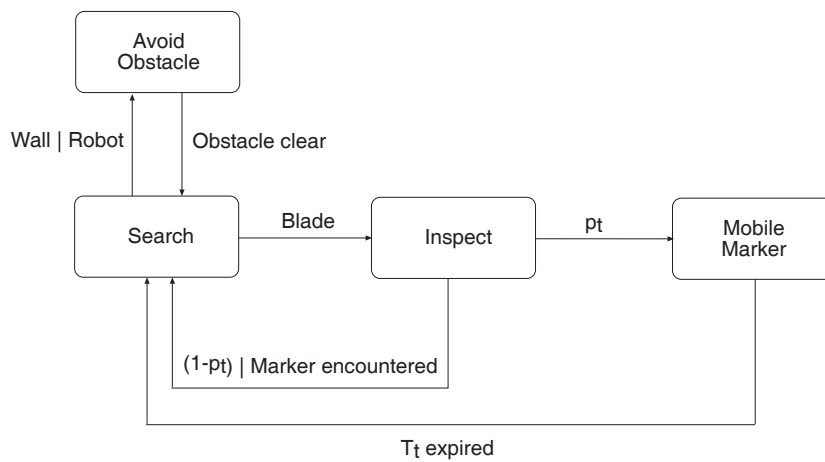 Avoid
Obstacle
Wall | Robot
Obstacle clear
Search
Blade
Inspect
pt
Mobile
Marker
(1-pt) | Marker encountered
Tt expired